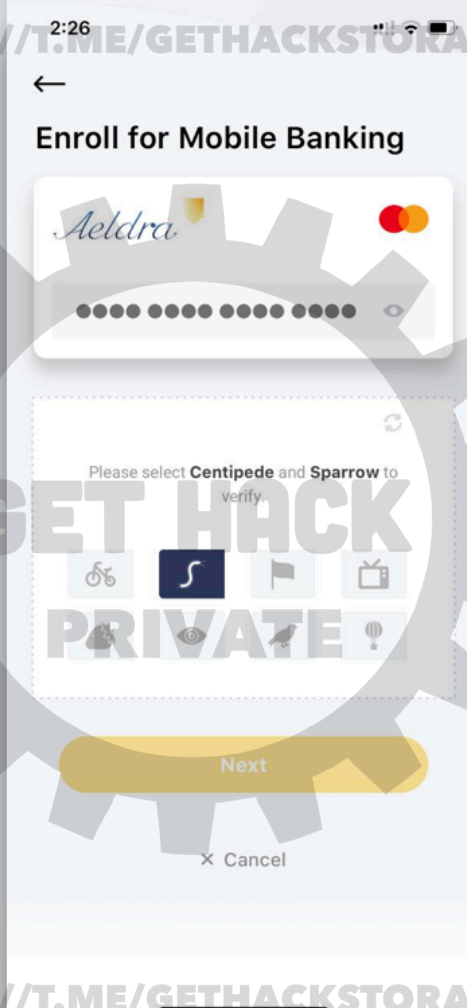 2:26
//T.ME/GETHACKSTORA
Enroll for Mobile Banking
Aeldra
Please select Centipede and Sparrow to
verify.
GET HACK
PRIVATE
Next
× Cancel
//T.ME/GETHACKSTORA